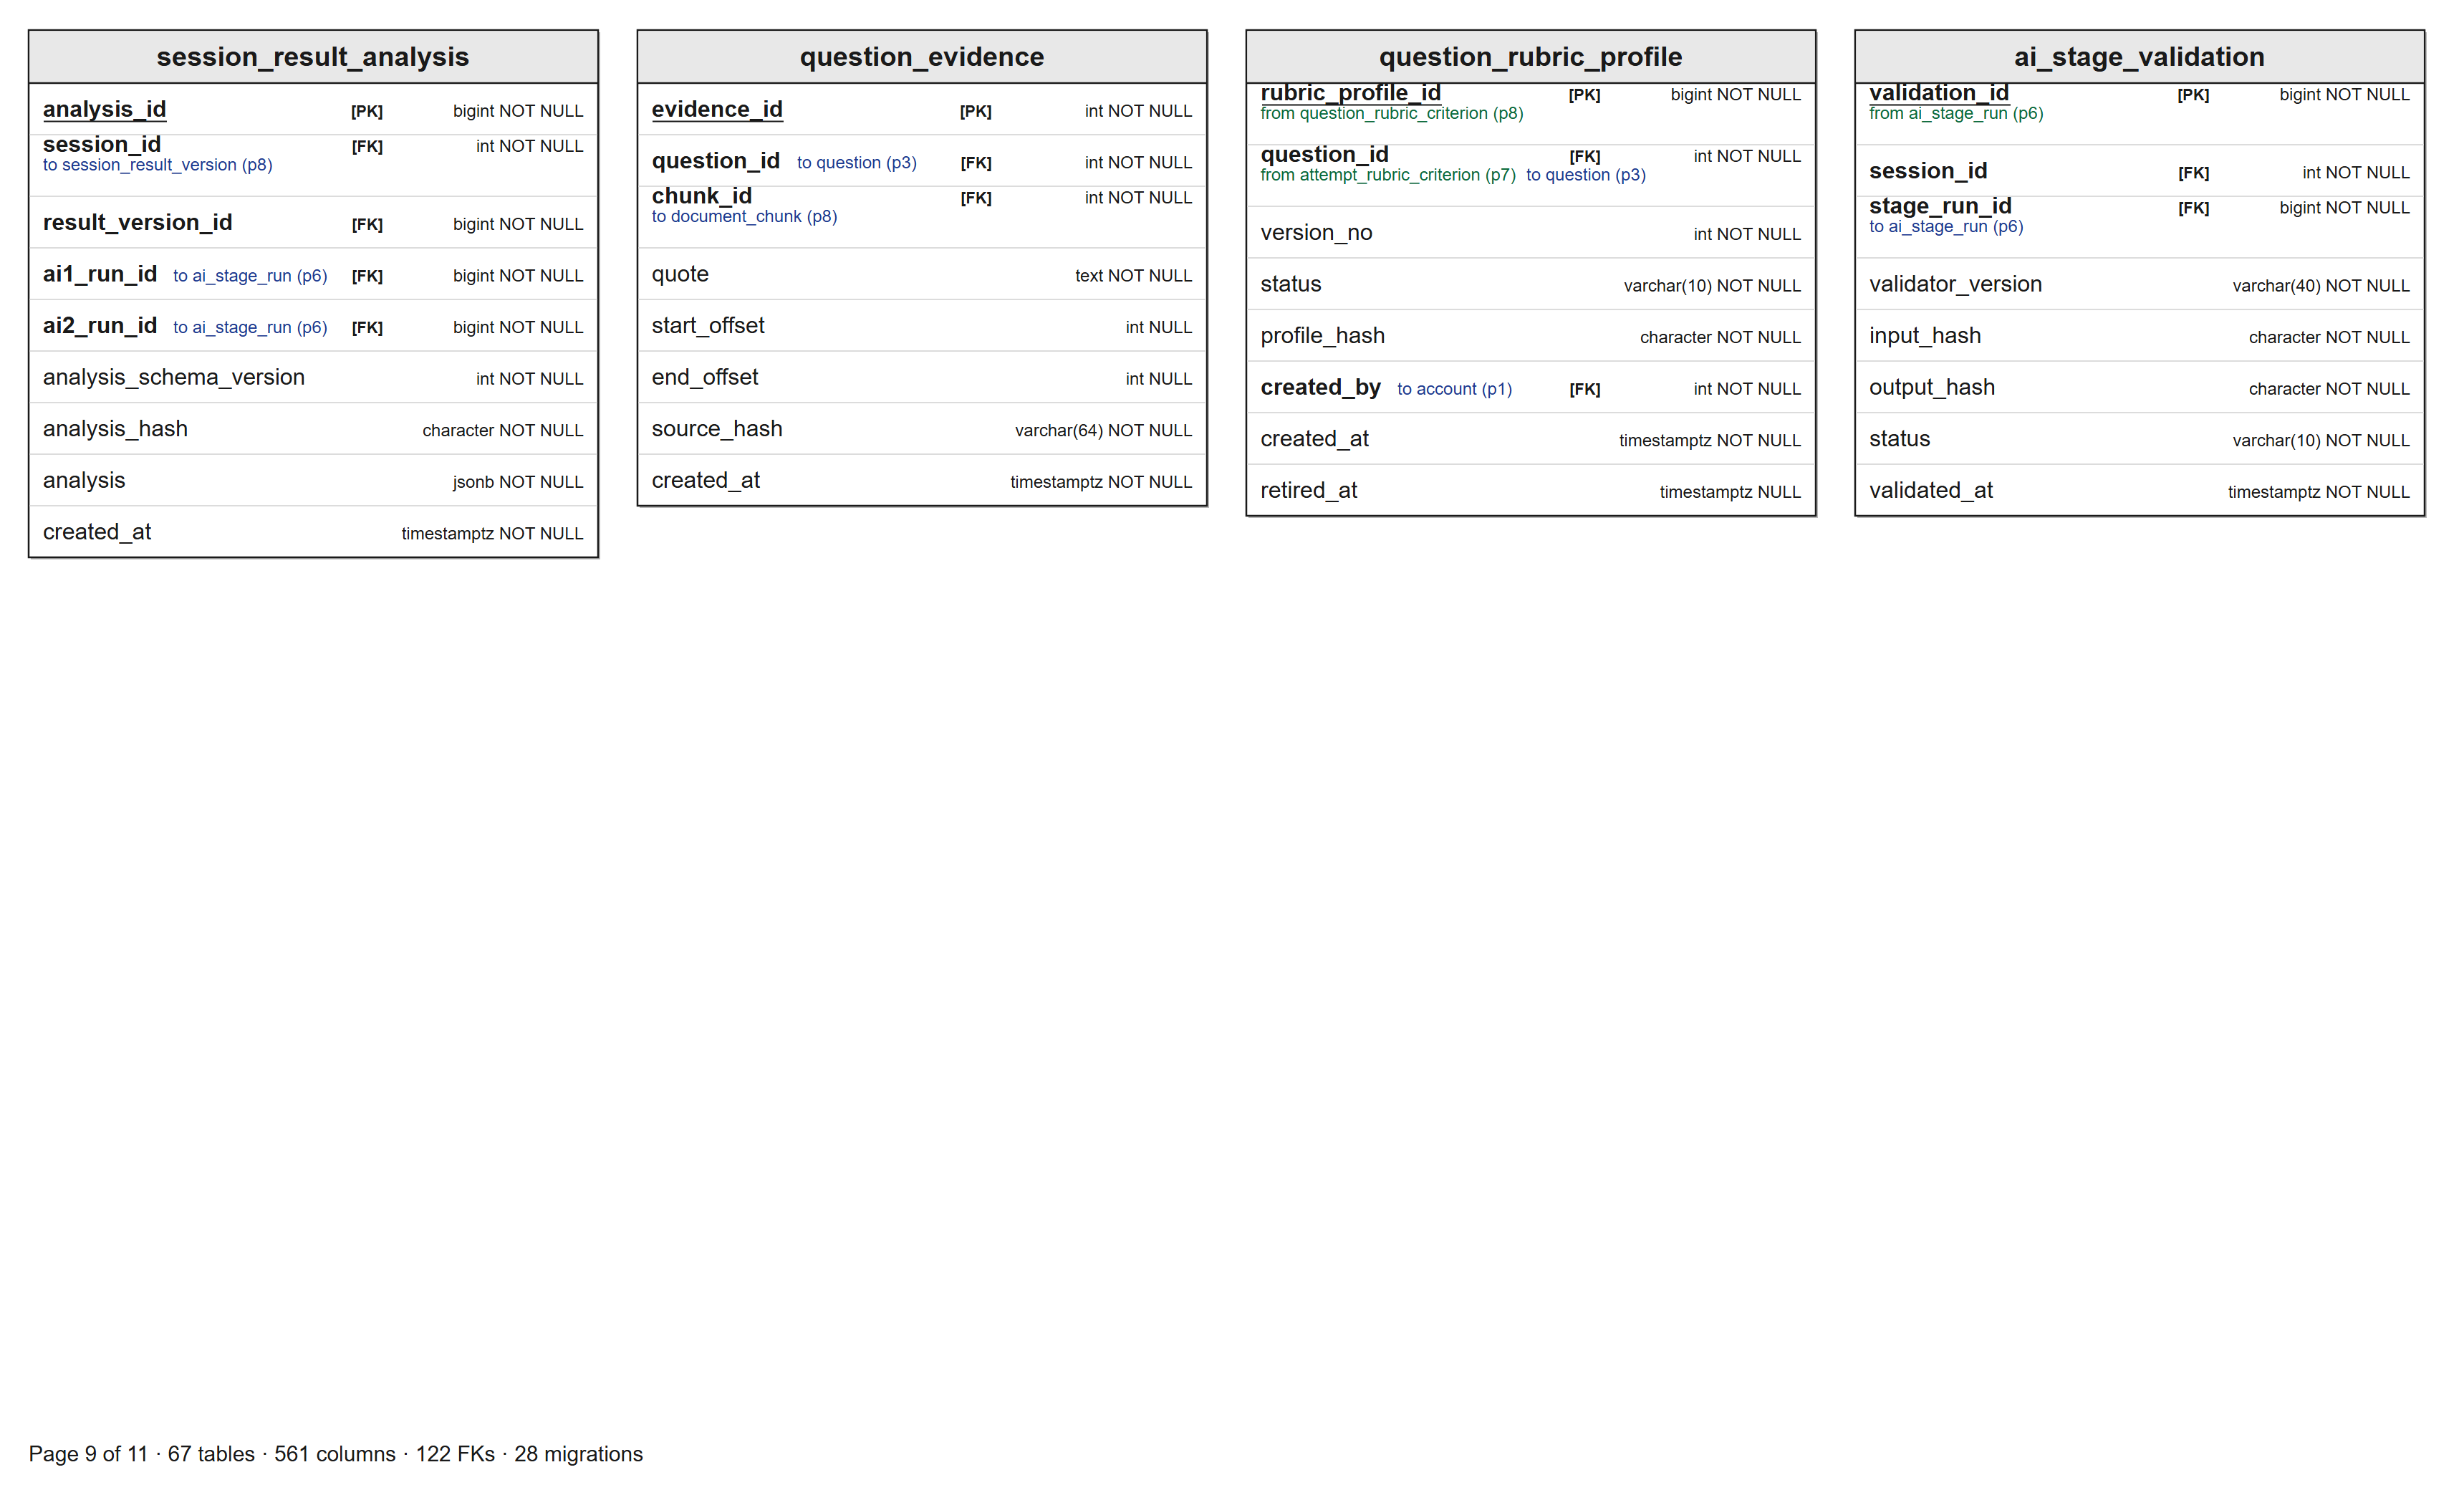 session_result_analysis
analysis_id [PK] bigint NOT NULL
session_id [FK] int NOT NULL
to session_result_version (p8)
result_version_id [FK] bigint NOT NULL
ai1_run_id to ai_stage_run (p6) [FK] bigint NOT NULL
ai2_run_id to ai_stage_run (p6) [FK] bigint NOT NULL
analysis_schema_version int NOT NULL
analysis_hash character NOT NULL
analysis jsonb NOT NULL
created_at timestamptz NOT NULL
question_evidence
evidence_id [PK] int NOT NULL
question_id to question (p3) [FK] int NOT NULL
chunk_id [FK] int NOT NULL
to document_chunk (p8)
quote text NOT NULL
start_offset int NULL
end_offset int NULL
source_hash varchar(64) NOT NULL
created_at timestamptz NOT NULL
question_rubric_profile
rubric_profile_id [PK] bigint NOT NULL
from question_rubric_criterion (p8)
question_id [FK] int NOT NULL
from attempt_rubric_criterion (p7) to question (p3)
version_no int NOT NULL
status varchar(10) NOT NULL
profile_hash character NOT NULL
created_by to account (p1) [FK] int NOT NULL
created_at timestamptz NOT NULL
retired_at timestamptz NULL
ai_stage_validation
validation_id [PK] bigint NOT NULL
from ai_stage_run (p6)
session_id [FK] int NOT NULL
stage_run_id [FK] bigint NOT NULL
to ai_stage_run (p6)
validator_version varchar(40) NOT NULL
input_hash character NOT NULL
output_hash character NOT NULL
status varchar(10) NOT NULL
validated_at timestamptz NOT NULL
Page 9 of 11 · 67 tables · 561 columns · 122 FKs · 28 migrations